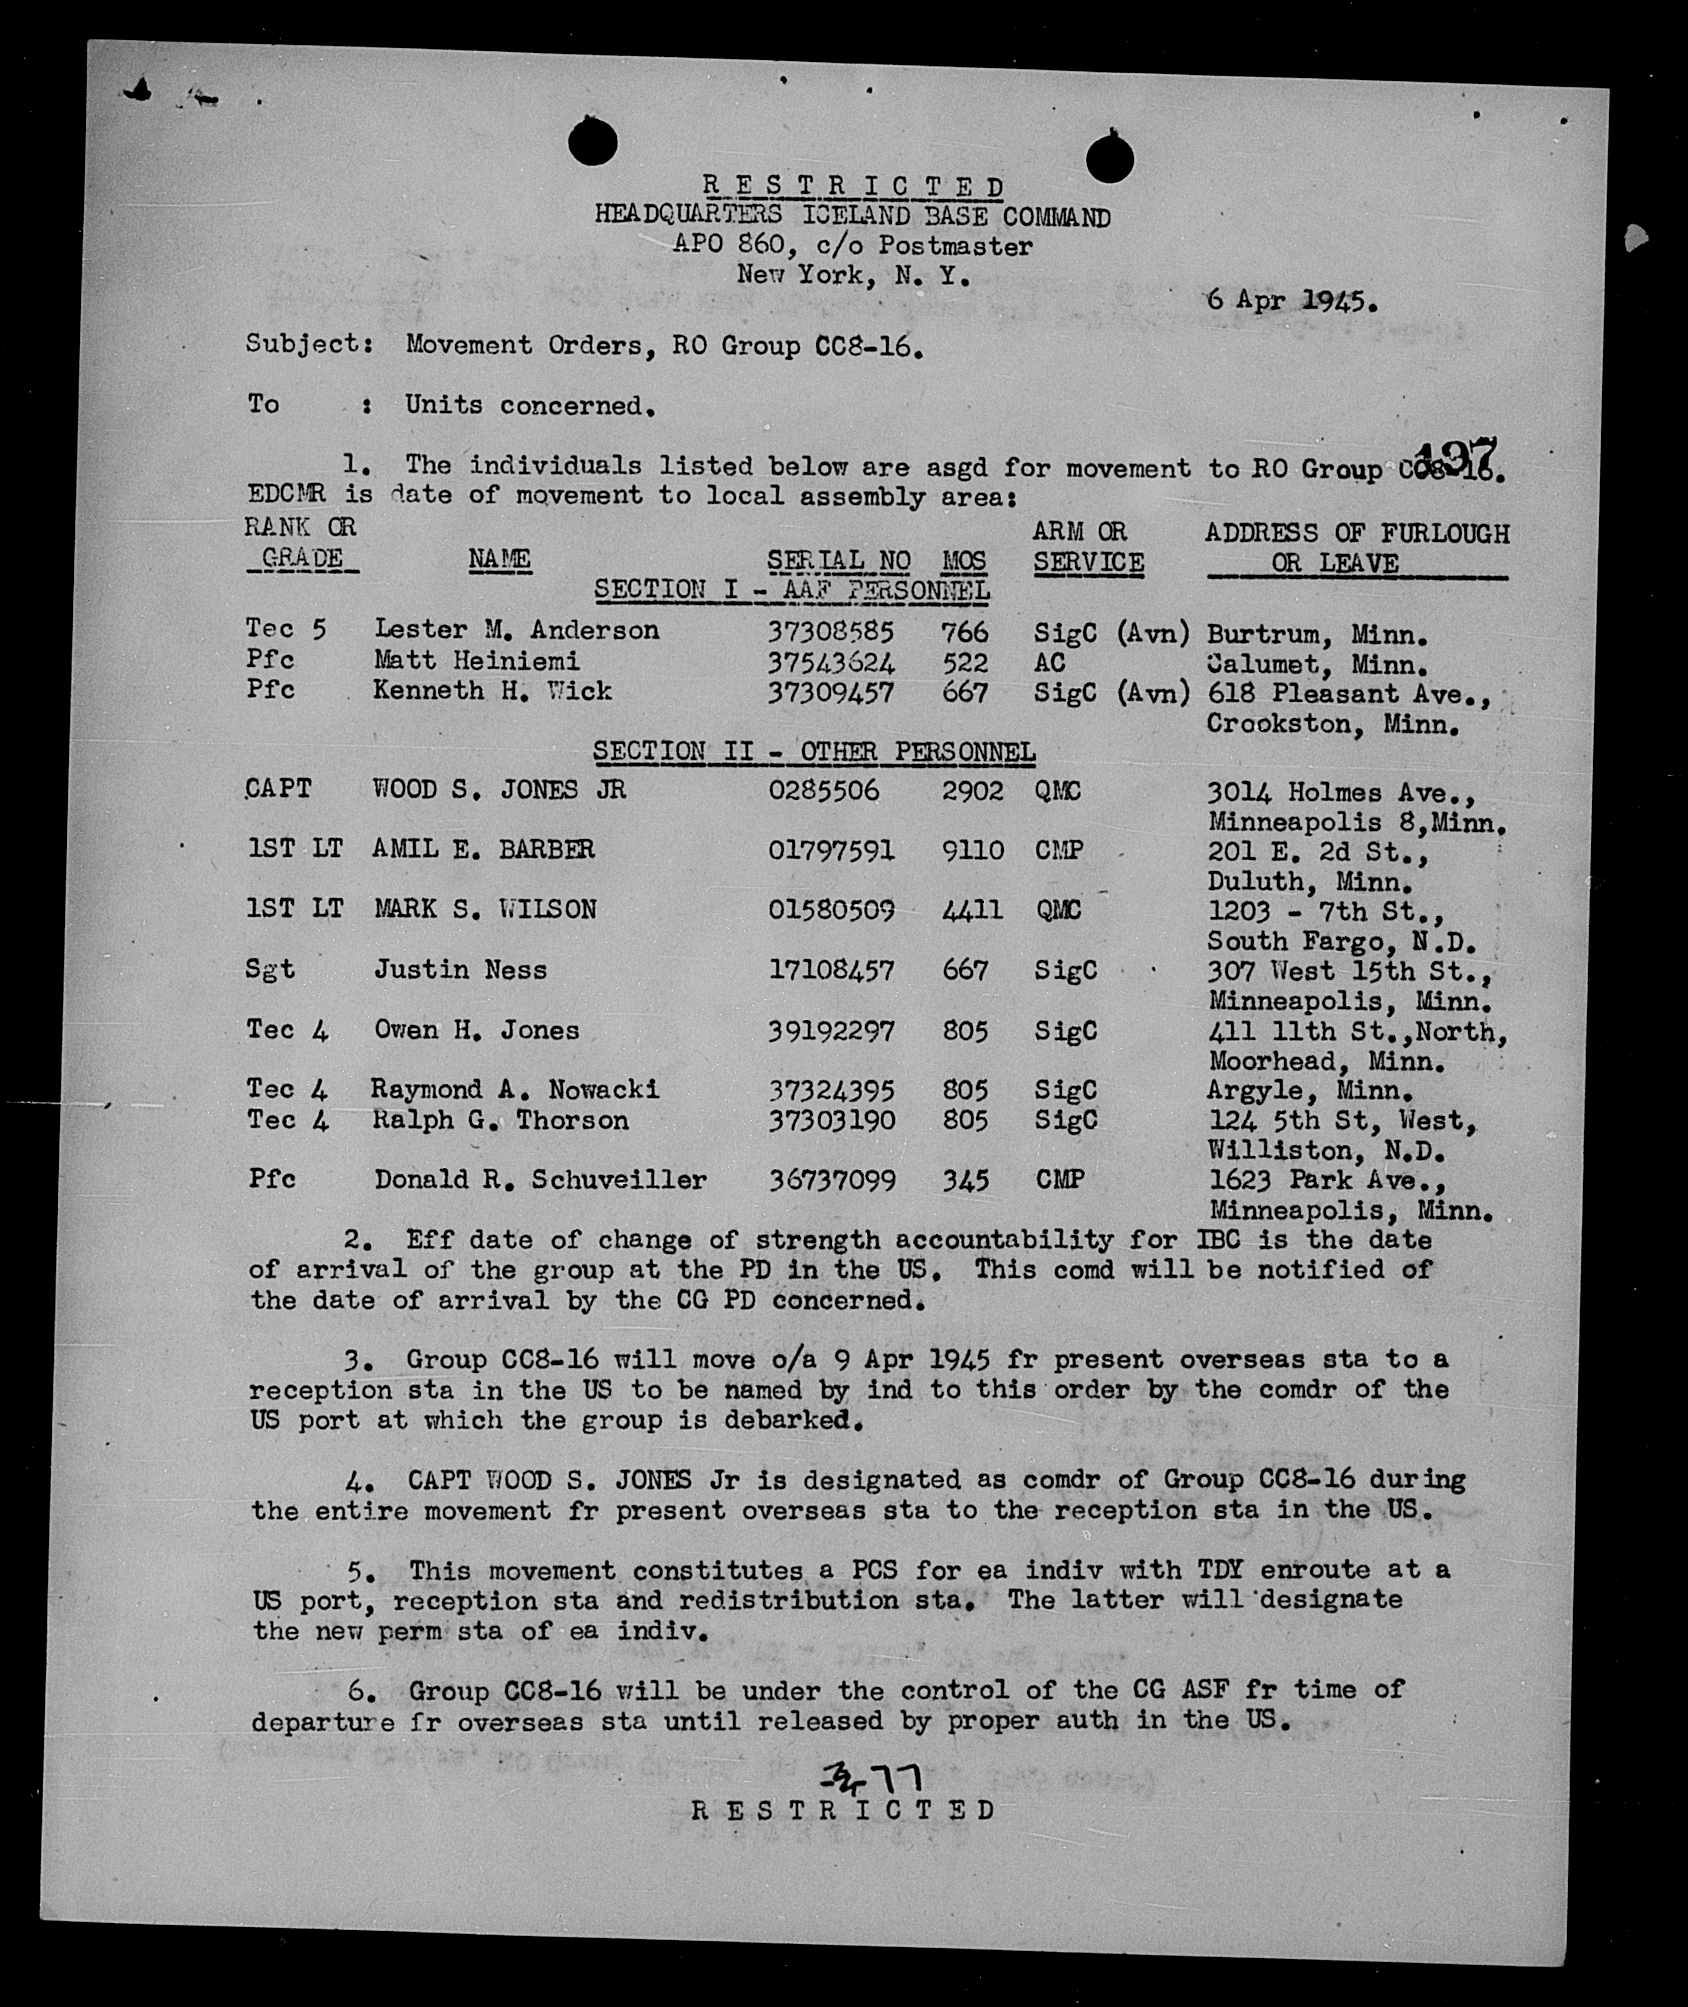 R E S T R I C T E D
HEADQUARTERS ICELAND BASE COMMAND
APO 860, c/o Postmaster
New York, N. Y.
6 Apr 1945.
Subject: Movement Orders, RO Group CC8-16.
To : Units concerned.
197
1. The individuals listed below are asgd for movement to RO Group CC8-16.
EDCMR is date of movement to local assembly area:
RANK OR ARM OR ADDRESS OF FURLOUGH
GRADE NAME SERIAL NO MOS SERVICE OR LEAVE
SECTION I - AAF PERSONNEL
Tec 5 Lester M. Anderson 37308585 766 SigC (Avn) Burtrum, Minn.
Pfc Matt Heiniemi 37543624 522 AC Calumet, Minn.
Pfc Kenneth H. Wick 37309457 667 SigC (Avn) 618 Pleasant Ave.,
Crookston, Minn.
SECTION II - OTHER PERSONNEL
CAPT WOOD S. JONES JR 0285506 2902 QMC 3014 Holmes Ave.,
Minneapolis 8,Minn.
1ST LT AMIL E. BARBER 01797591 9110 CMP 201 E. 2d St.,
Duluth, Minn.
1ST LT MARK S. WILSON 01580509 4411 QMC 1203 - 7th St.,
South Fargo, N.D.
Sgt Justin Ness 17108457 667 SigC 307 West 15th St.,
Minneapolis, Minn.
Tec 4 Owen H. Jones 39192297 805 SigC 411 11th St.,North,
Moorhead, Minn.
Tec 4 Raymond A. Nowacki 37324395 805 SigC Argyle, Minn.
Tec 4 Ralph G. Thorson 37303190 805 SigC 124 5th St, West,
Williston, N.D.
Pfc Donald R. Schuveiller 36737099 345 CMP 1623 Park Ave.,
Minneapolis, Minn.
2. Eff date of change of strength accountability for IBC is the date
of arrival of the group at the PD in the US. This comd will be notified of
the date of arrival by the CG PD concerned.
3. Group CC8-16 will move o/a 9 Apr 1945 fr present overseas sta to a
reception sta in the US to be named by ind to this order by the comdr of the
US port at which the group is debarked.
4. CAPT WOOD S. JONES Jr is designated as comdr of Group CC8-16 during
the entire movement fr present overseas sta to the reception sta in the US.
5. This movement constitutes a PCS for ea indiv with TDY enroute at a
US port, reception sta and redistribution sta. The latter will designate
the new perm sta of ea indiv.
6. Group CC8-16 will be under the control of the CG ASF fr time of
departure fr overseas sta until released by proper auth in the US.
77
R E S T R I C T E D